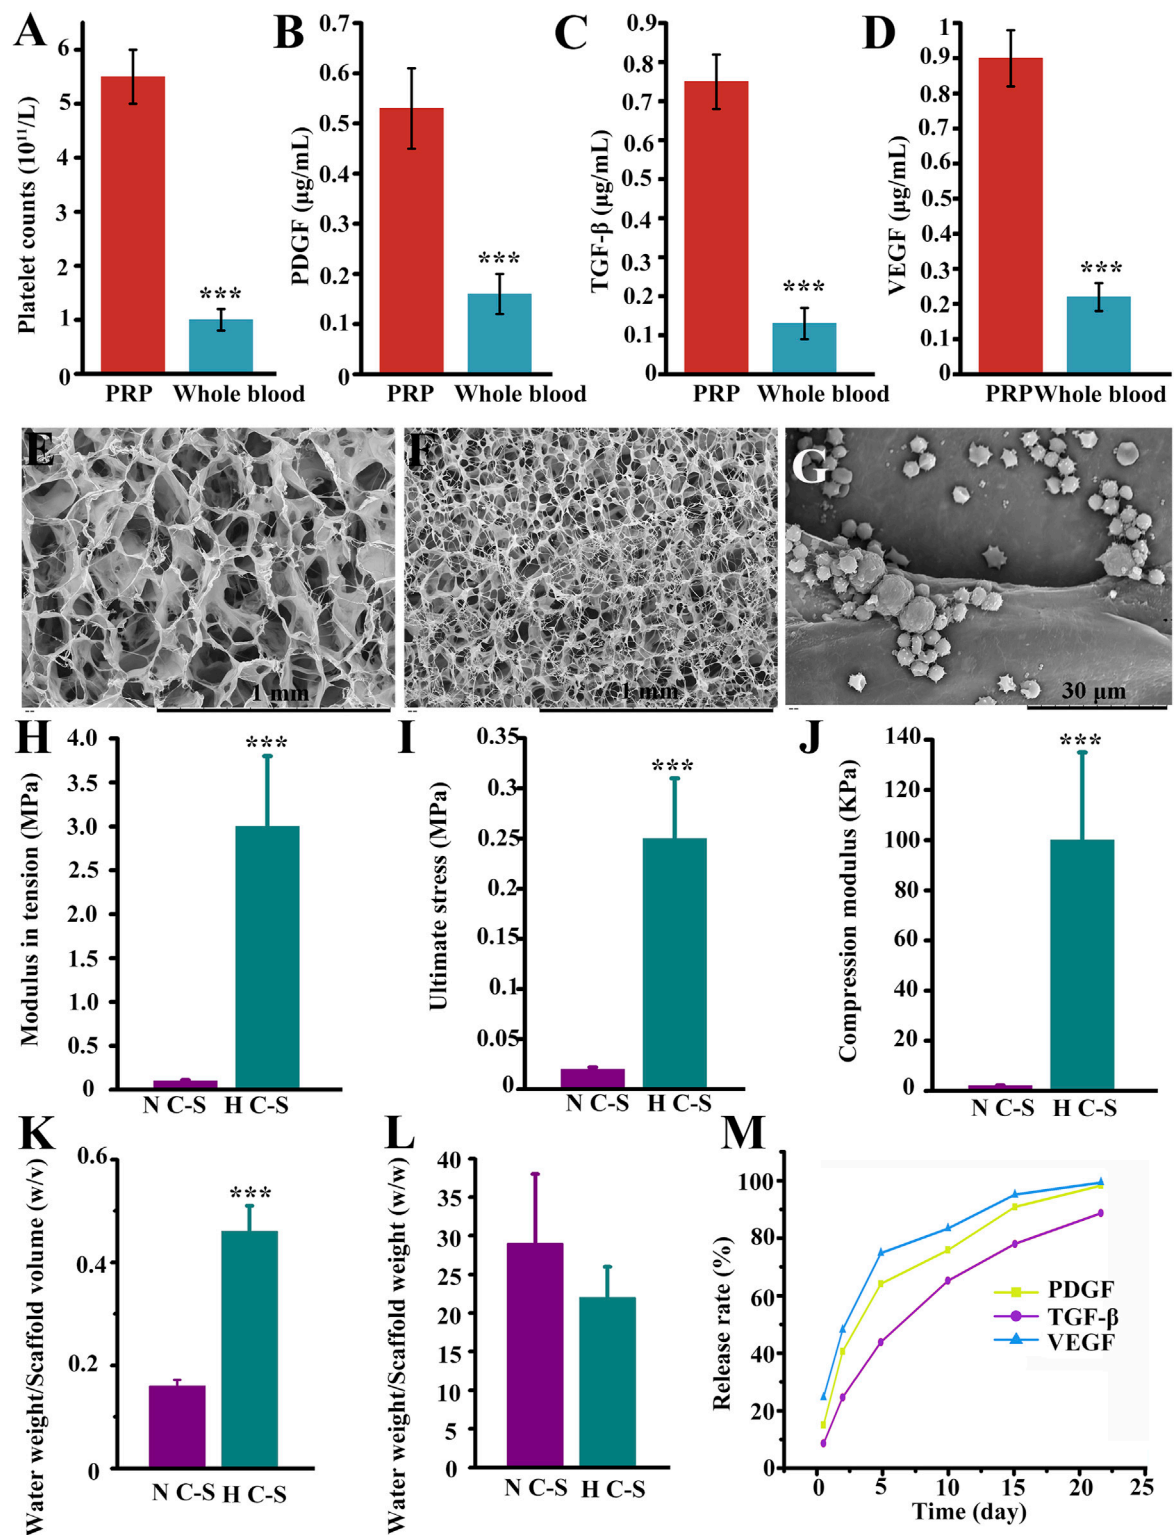 A
Platelet counts (10¹¹/L)
6
5
4
3
2
1
0
PRP Whole blood
***
B
PDGF (μg/mL)
0.7
0.6
0.5
0.4
0.3
0.2
0.1
0
PRP Whole blood
***
C
TGF-β (μg/mL)
0.9
0.8
0.7
0.6
0.5
0.4
0.3
0.2
0.1
0
PRP Whole blood
***
D
VEGF (μg/mL)
1
0.9
0.8
0.7
0.6
0.5
0.4
0.3
0.2
0.1
0
PRPWhole blood
***
E
1 mm
F
1 mm
G
30 μm
H
Modulus in tension (MPa)
4.0
3.5
3.0
2.5
2.0
1.5
1.0
0.5
0
N C-S H C-S
***
I
Ultimate stress (MPa)
0.35
0.3
0.25
0.2
0.15
0.1
0.05
0
N C-S H C-S
***
J
Compression modulus (KPa)
140
120
100
80
60
40
20
0
N C-S H C-S
***
K
Water weight/Scaffold volume (w/v)
0.6
0.4
0.2
0
N C-S H C-S
***
L
Water weight/Scaffold weight (w/w)
40
35
30
25
20
15
10
5
0
N C-S H C-S
M
Release rate (%)
100
80
60
40
20
0
PDGF
TGF-β
VEGF
0 5 10 15 20 25
Time (day)